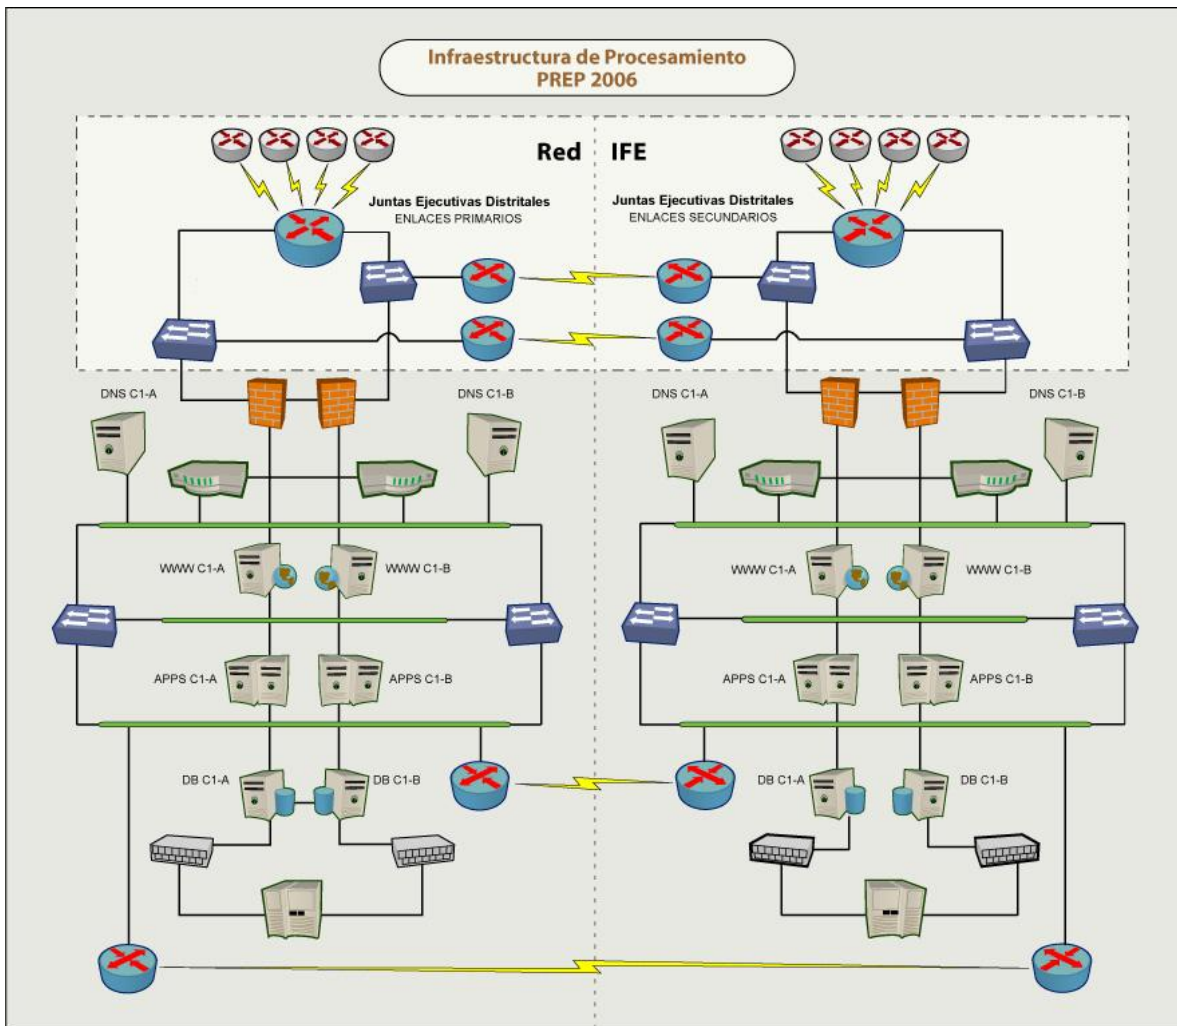 Infraestructura de Procesamiento
PREP 2006
Red IFE
Juntas Ejecutivas Distritales
ENLACES PRIMARIOS
Juntas Ejecutivas Distritales
ENLACES SECUNDARIOS
DNS C1-A
DNS C1-B
DNS C1-A
DNS C1-B
WWW C1-A
WWW C1-B
WWW C1-A
WWW C1-B
APPS C1-A
APPS C1-B
APPS C1-A
APPS C1-B
DB C1-A
DB C1-B
DB C1-A
DB C1-B